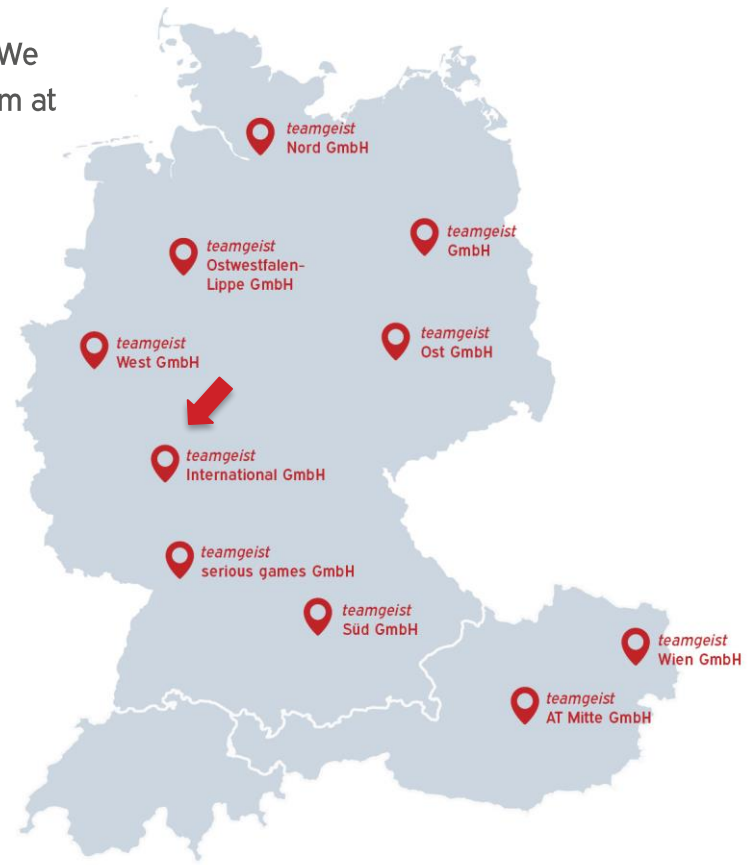 We
m at
teamgeist
Nord GmbH
teamgeist
GmbH
teamgeist
Ostwestfalen-
Lippe GmbH
teamgeist
Ost GmbH
teamgeist
West GmbH
teamgeist
International GmbH
teamgeist
serious games GmbH
teamgeist
Süd GmbH
teamgeist
Wien GmbH
teamgeist
AT Mitte GmbH